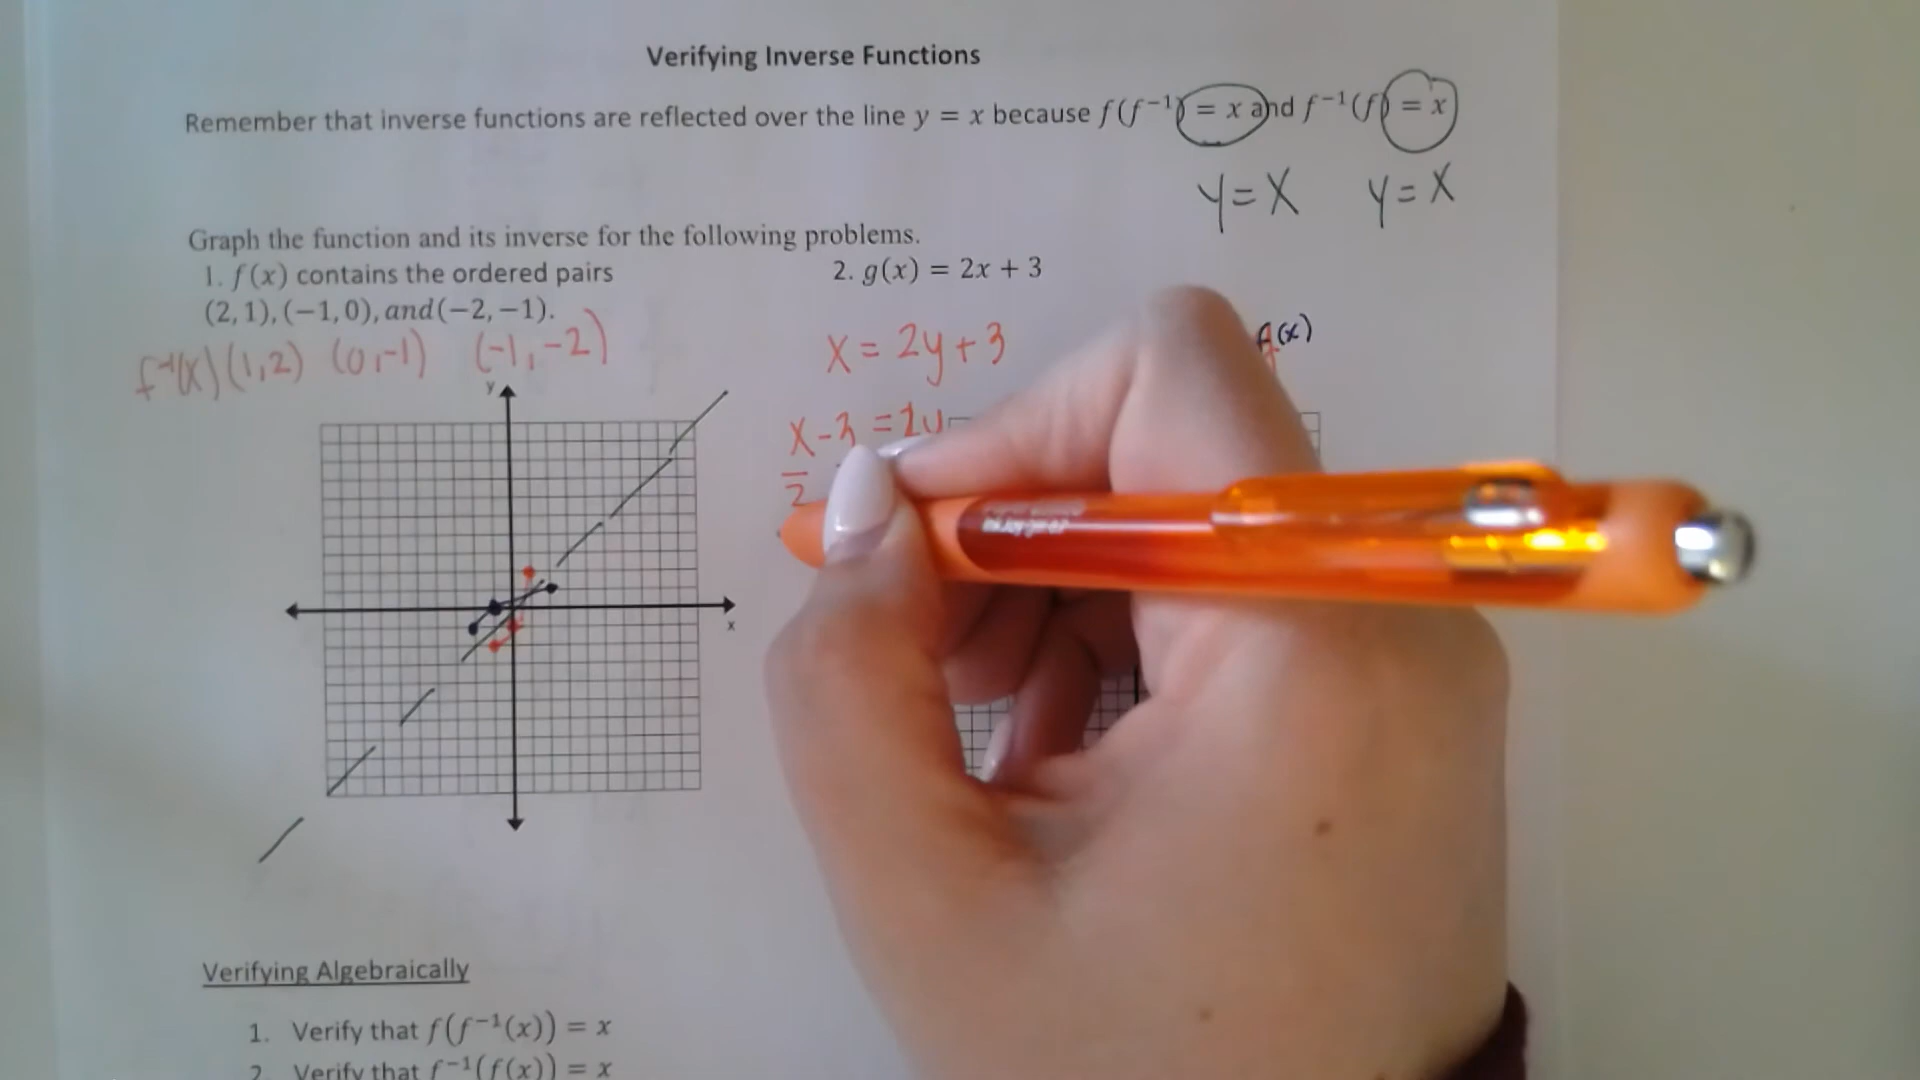 Verifying Inverse Functions
Remember that inverse functions are reflected over the line y = x because f(f⁻¹) = x and f⁻¹(f) = x
y = x y = x
Graph the function and its inverse for the following problems.
1. f(x) contains the ordered pairs
(2, 1), (−1, 0), and(−2, −1).
f⁻¹(x) (1,2) (0,-1) (-1,-2)
2. g(x) = 2x + 3
x = 2y + 3
(x)
x - 3 = 2y
2
y
x
Verifying Algebraically
1. Verify that f(f⁻¹(x)) = x
2. Verify that f⁻¹(f(x)) = x